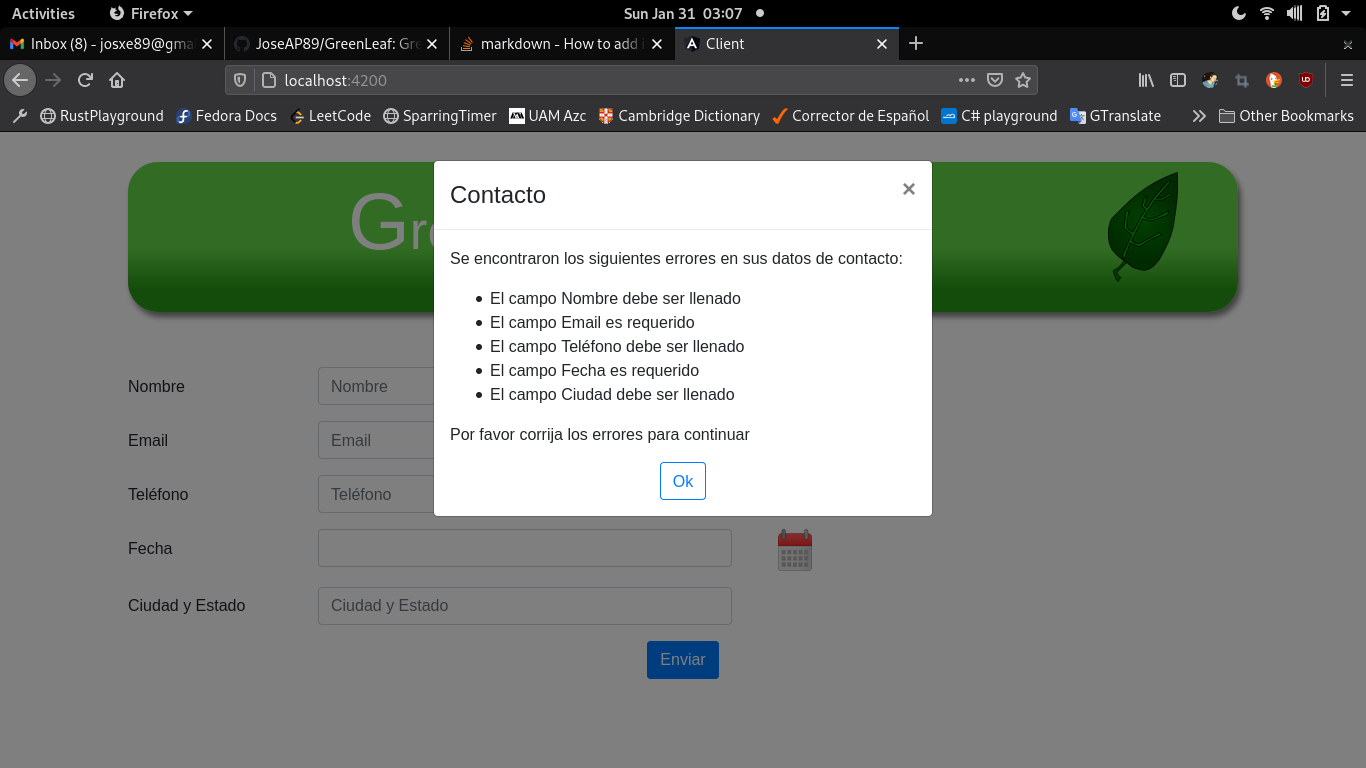 Activities Firefox Sun Jan 31 03:07
Inbox (8) - josxe89@gma JoseAP89/GreenLeaf: Gre markdown - How to add Client
localhost:4200
RustPlayground Fedora Docs LeetCode SparringTimer UAM Azc Cambridge Dictionary Corrector de Español C# playground GTranslate Other Bookmarks
Gre
Contacto ×
Se encontraron los siguientes errores en sus datos de contacto:
• El campo Nombre debe ser llenado
• El campo Email es requerido
• El campo Teléfono debe ser llenado
• El campo Fecha es requerido
• El campo Ciudad debe ser llenado
Por favor corrija los errores para continuar
Ok
Nombre Nombre
Email Email
Teléfono Teléfono
Fecha
Ciudad y Estado Ciudad y Estado
Enviar